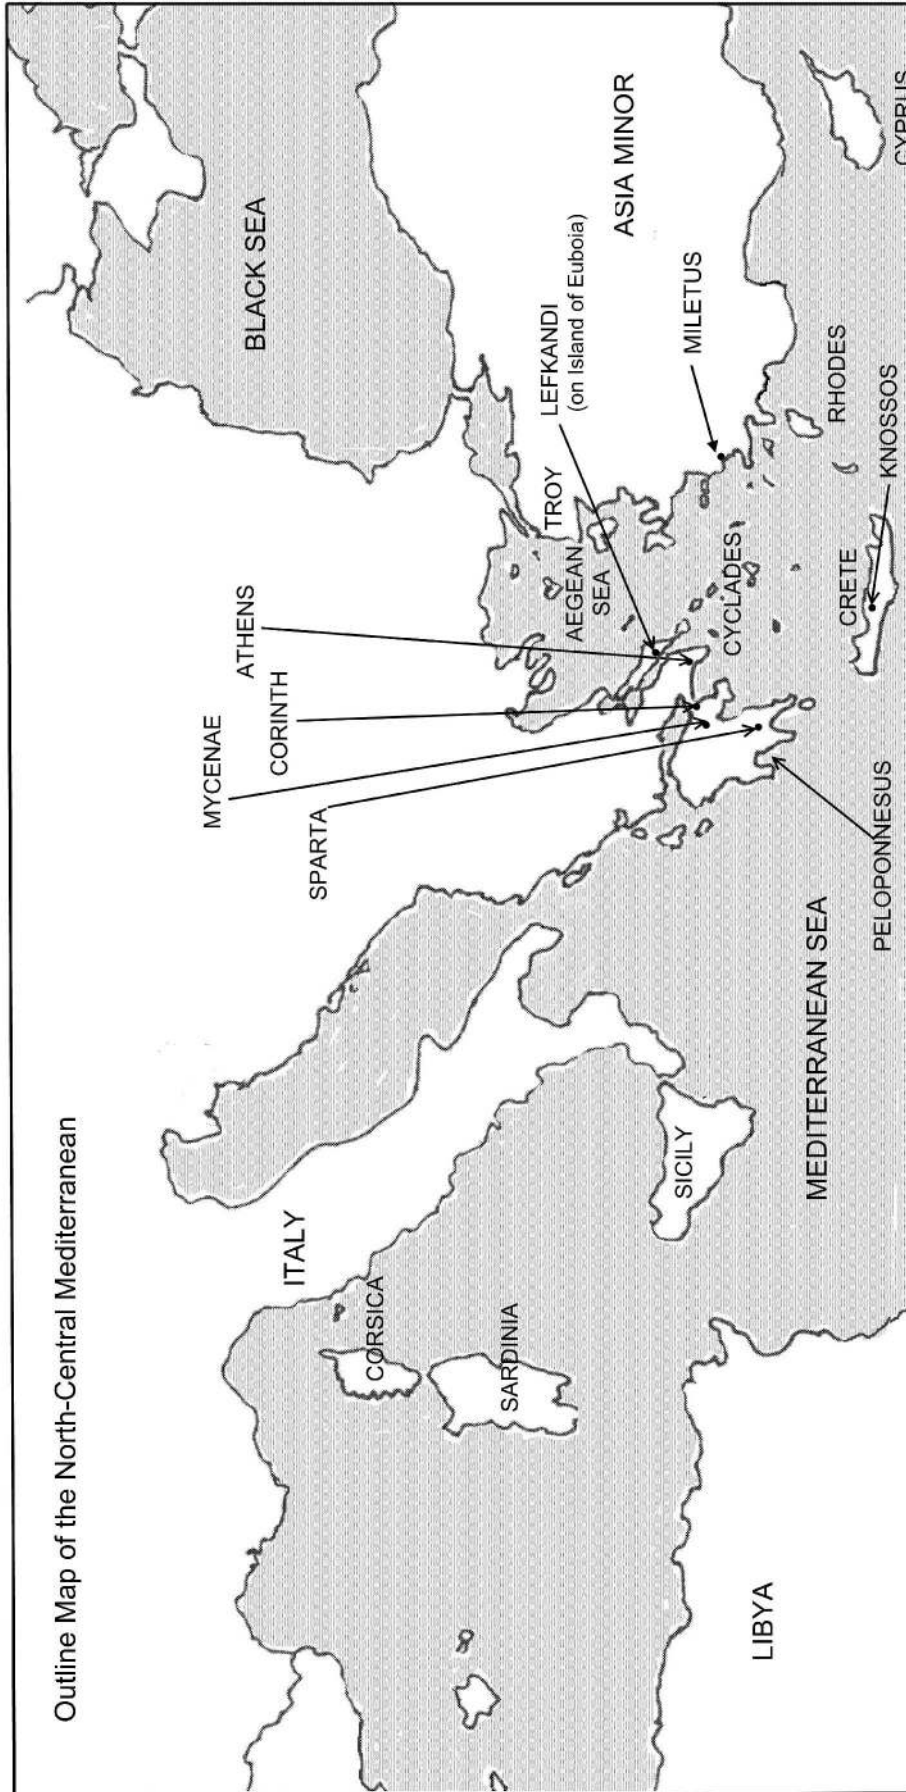 Outline Map of the North-Central Mediterranean
BLACK SEA
ITALY
CORSICA
SARDINIA
SICILY
LIBYA
MEDITERRANEAN SEA
MYCENAE
ATHENS
CORINTH
SPARTA
PELOPONNESUS
AEGEAN
SEA
TROY
LEFKANDI
(on Island of Euboia)
ASIA MINOR
MILETUS
CYCLADES
CRETE
KNOSSOS
RHODES
CYPRUS